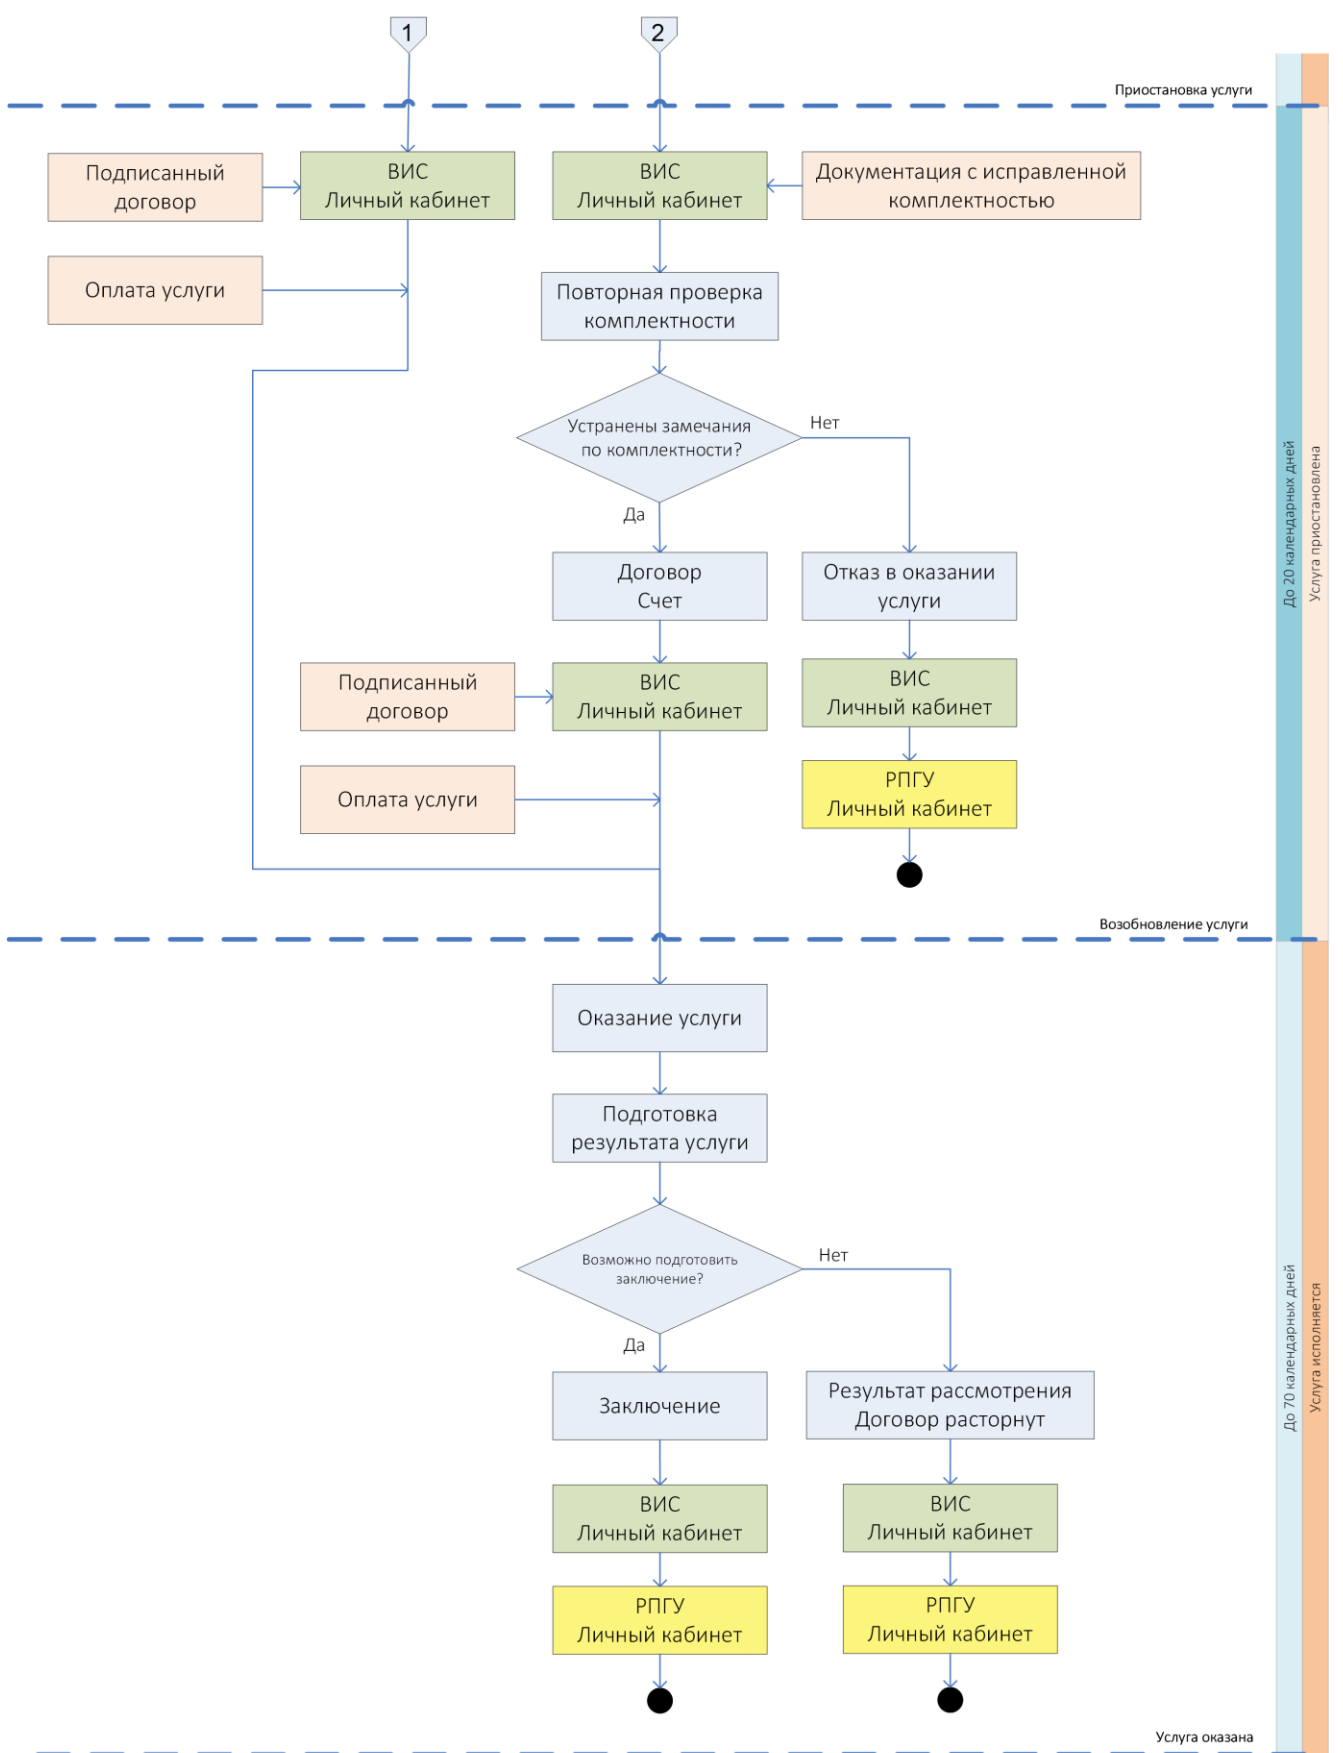 1
2
Приостановка услуги
Подписанный
договор
ВИС
Личный кабинет
ВИС
Личный кабинет
Документация с исправленной
комплектностью
Оплата услуги
Повторная проверка
комплектности
Устранены замечания
по комплектности?
Нет
Да
До 20 календарных дней
Услуга приостановлена
Договор
Счет
Отказ в оказании
услуги
Подписанный
договор
ВИС
Личный кабинет
ВИС
Личный кабинет
Оплата услуги
РПГУ
Личный кабинет
Возобновление услуги
Оказание услуги
Подготовка
результата услуги
Возможно подготовить
заключение?
Нет
Да
До 70 календарных дней
Услуга исполняется
Заключение
Результат рассмотрения
Договор расторнут
ВИС
Личный кабинет
ВИС
Личный кабинет
РПГУ
Личный кабинет
РПГУ
Личный кабинет
Услуга оказана